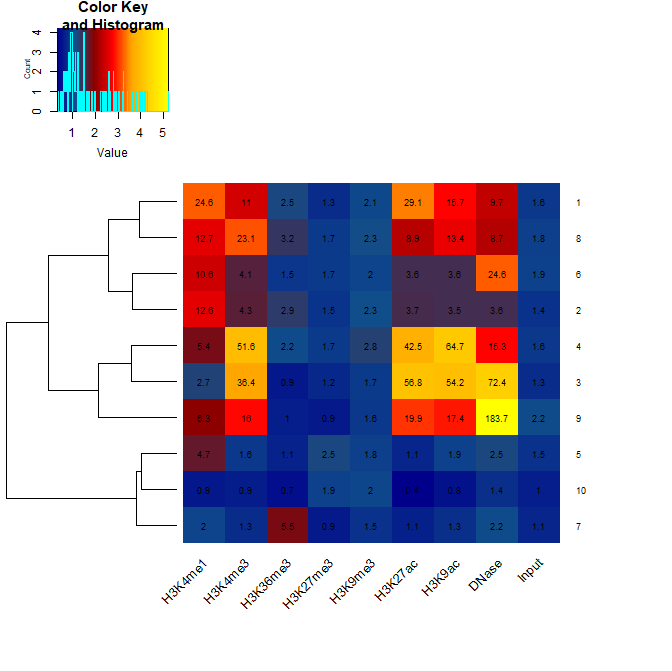 Color Key
and Histogram
Count
0 1 2 3 4
1 2 3 4 5
Value
24.6 11 2.5 1.3 2.1 29.1 15.7 9.7 1.6 1
12.7 23.1 3.2 1.7 2.3 8.9 13.4 8.7 1.8 8
10.6 4.1 1.5 1.7 2 3.6 3.6 24.6 1.9 6
12.6 4.3 2.9 1.5 2.3 3.7 3.5 3.6 1.4 2
5.4 51.6 2.2 1.7 2.8 42.5 64.7 15.3 1.6 4
2.7 36.4 0.9 1.2 1.7 56.8 54.2 72.4 1.3 3
6.3 16 1 0.9 1.6 19.9 17.4 183.7 2.2 9
4.7 1.6 1.1 2.5 1.8 1.1 1.9 2.5 1.5 5
0.9 0.9 0.7 1.9 2 0.8 1.4 1 10
2 1.3 5.5 0.9 1.5 1.1 1.3 2.2 1.1 7
H3K4me1 H3K4me3 H3K36me3 H3K27me3 H3K9me3 H3K27ac H3K9ac DNase Input